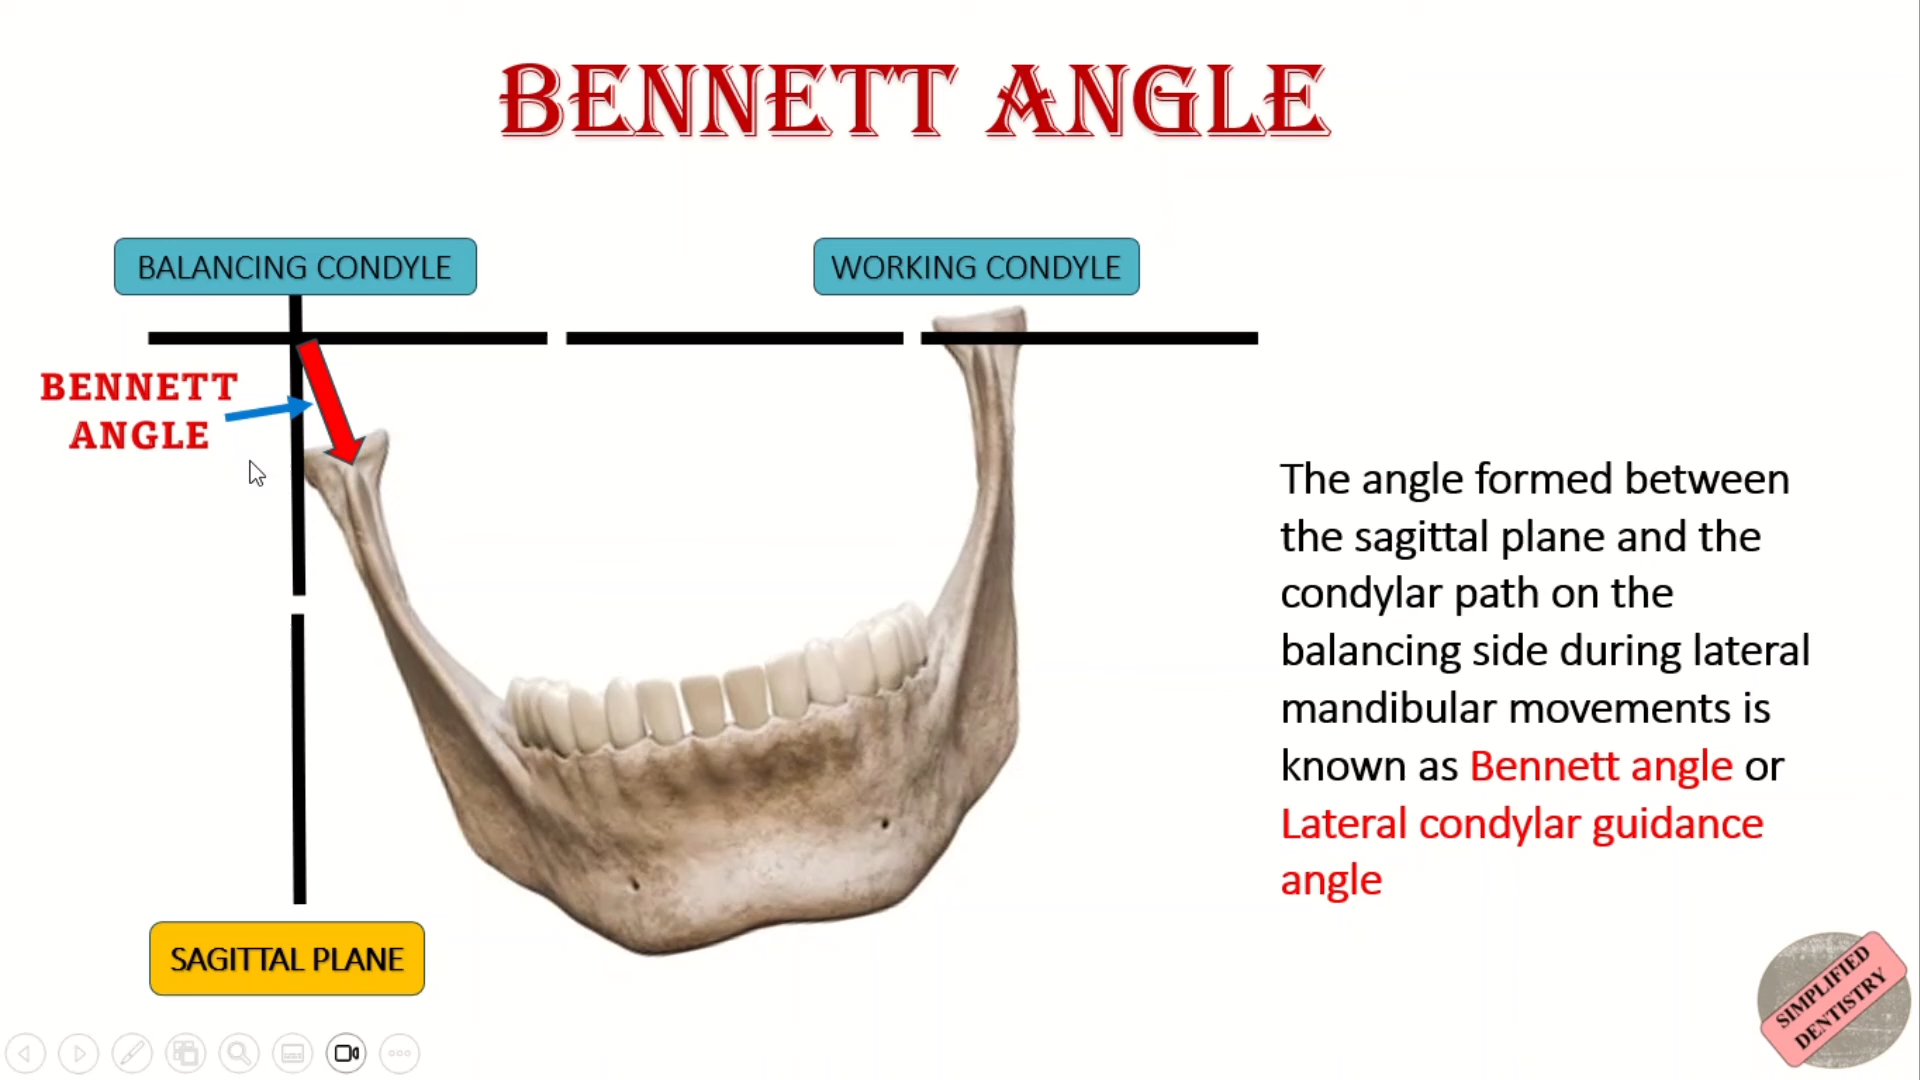 BENNETT ANGLE
BALANCING CONDYLE
WORKING CONDYLE
BENNETT
ANGLE
The angle formed between
the sagittal plane and the
condylar path on the
balancing side during lateral
mandibular movements is
known as Bennett angle or
Lateral condylar guidance
angle
SAGITTAL PLANE
SIMPLIFIED
DENTISTRY